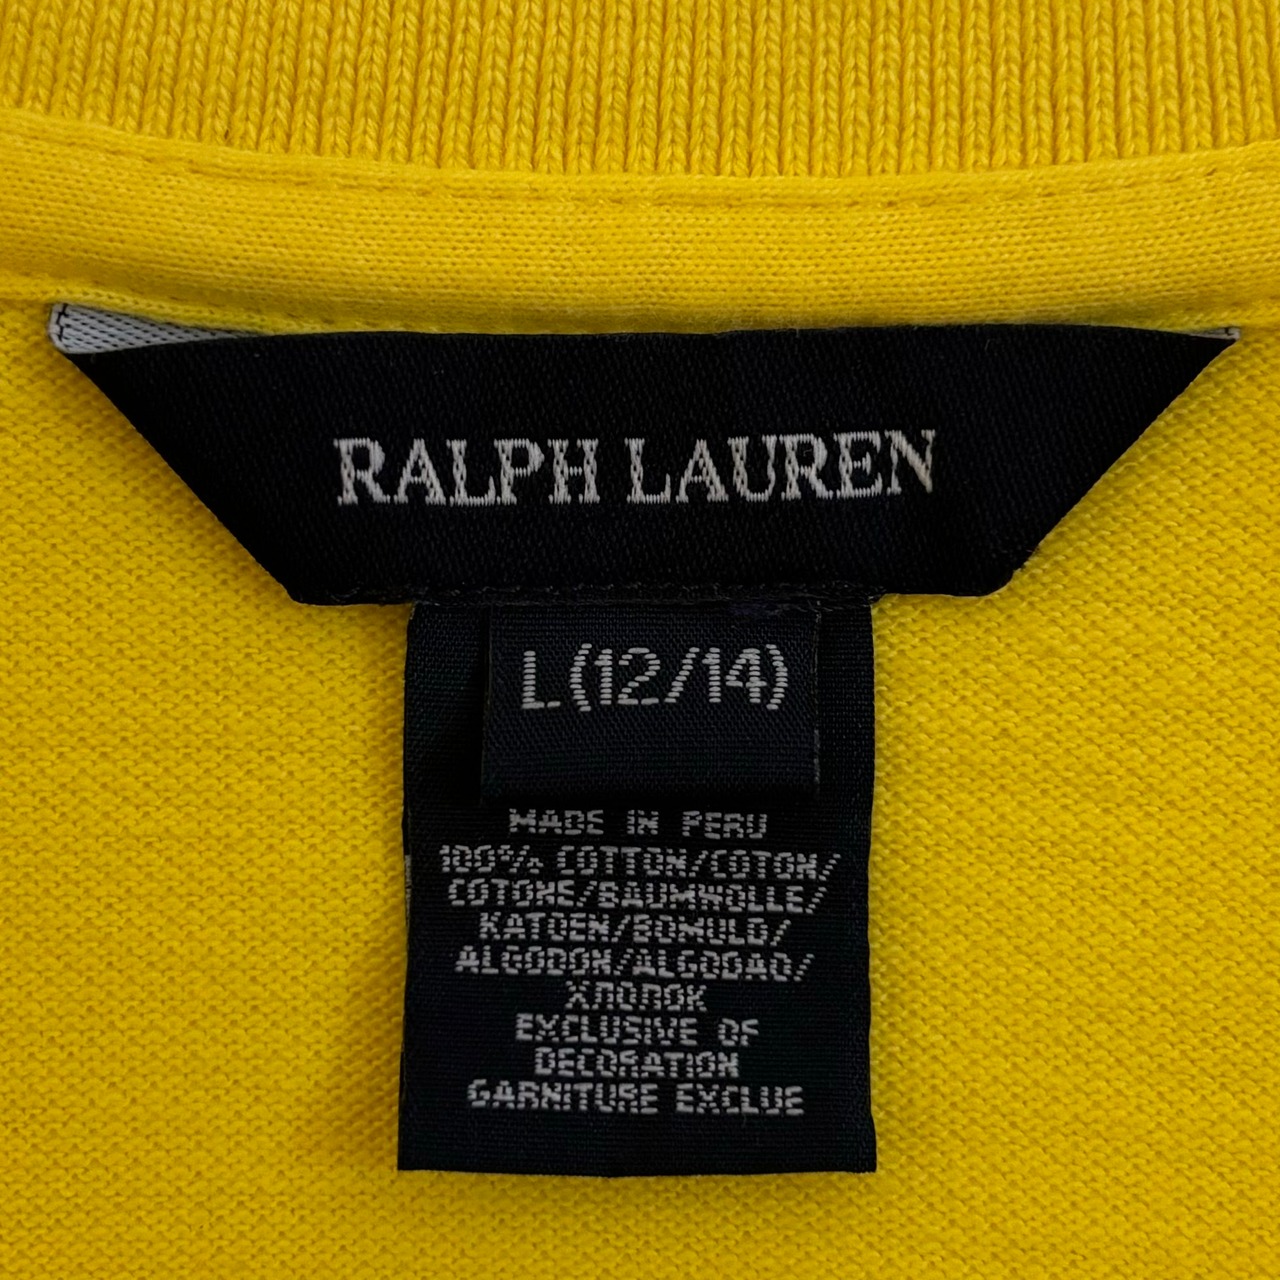 RALPH LAUREN
L (12/14)
MADE IN PERU
100% COTTON/COTON/
COTONE/BAUMWOLLE/
KATOEN/BOMULD/
ALGODON/ALGODAO/
ХЛОПОК
EXCLUSIVE OF
DECORATION
GARNITURE EXCLUE